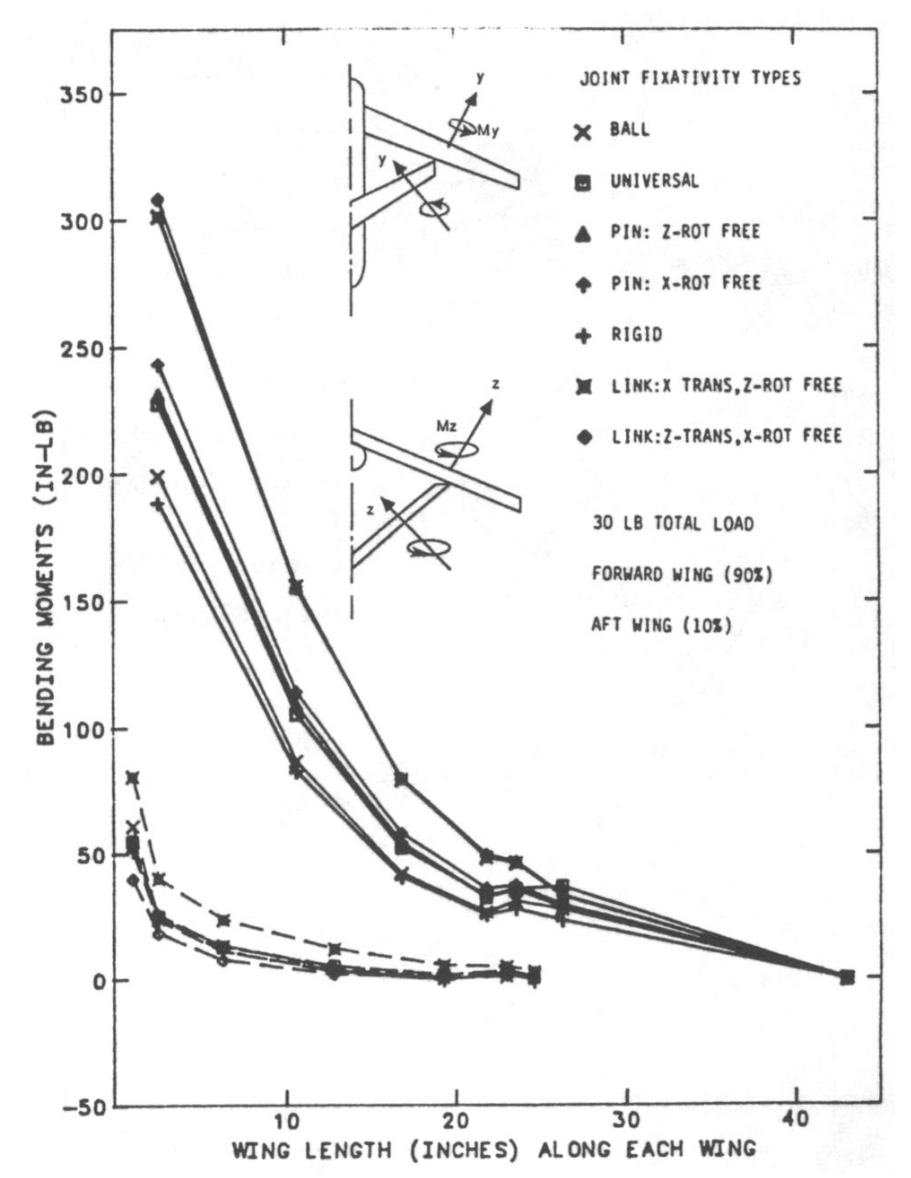 350
300
250
200
150
100
50
0
-50
10
20
30
40
BENDING MOMENTS (IN-LB)
WING LENGTH (INCHES) ALONG EACH WING
y
My
y
z
Mz
z
JOINT FIXATIVITY TYPES
BALL
UNIVERSAL
PIN: Z-ROT FREE
PIN: X-ROT FREE
RIGID
LINK:X TRANS,Z-ROT FREE
LINK:Z-TRANS,X-ROT FREE
30 LB TOTAL LOAD
FORWARD WING (90%)
AFT WING (10%)